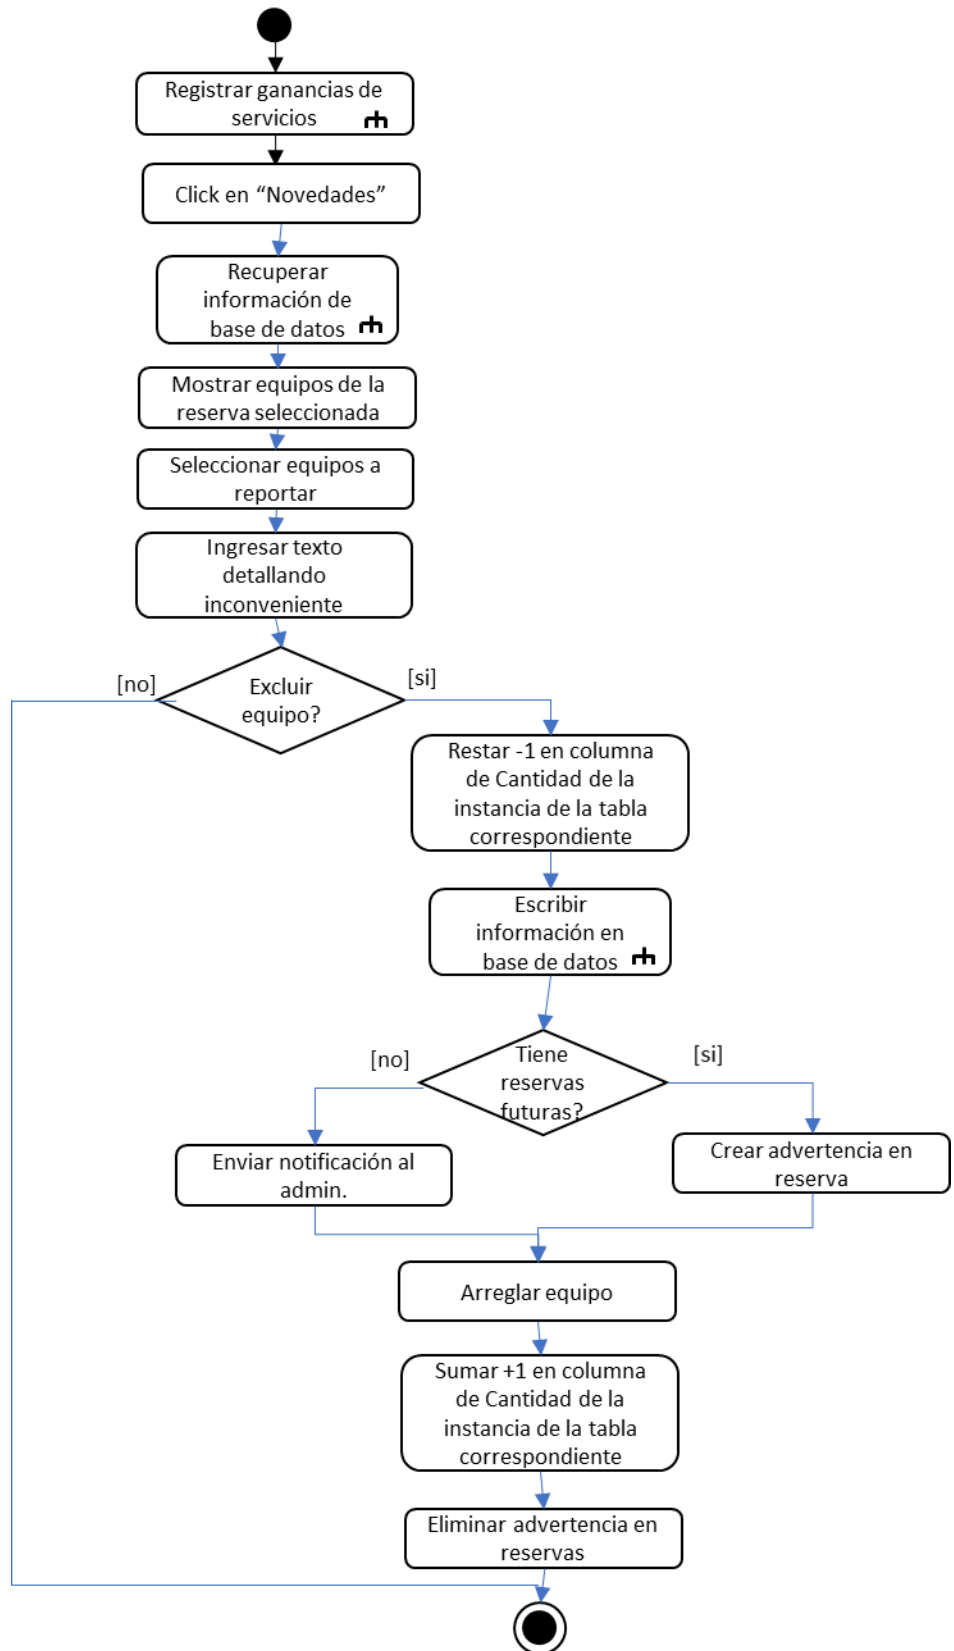 Registrar ganancias de
servicios
Click en “Novedades”
Recuperar
información de
base de datos
Mostrar equipos de la
reserva seleccionada
Seleccionar equipos a
reportar
Ingresar texto
detallando
inconveniente
[no]
Excluir
equipo?
[si]
Restar -1 en columna
de Cantidad de la
instancia de la tabla
correspondiente
Escribir
información en
base de datos
[no]
Tiene
reservas
futuras?
[si]
Enviar notificación al
admin.
Crear advertencia en
reserva
Arreglar equipo
Sumar +1 en columna
de Cantidad de la
instancia de la tabla
correspondiente
Eliminar advertencia en
reservas